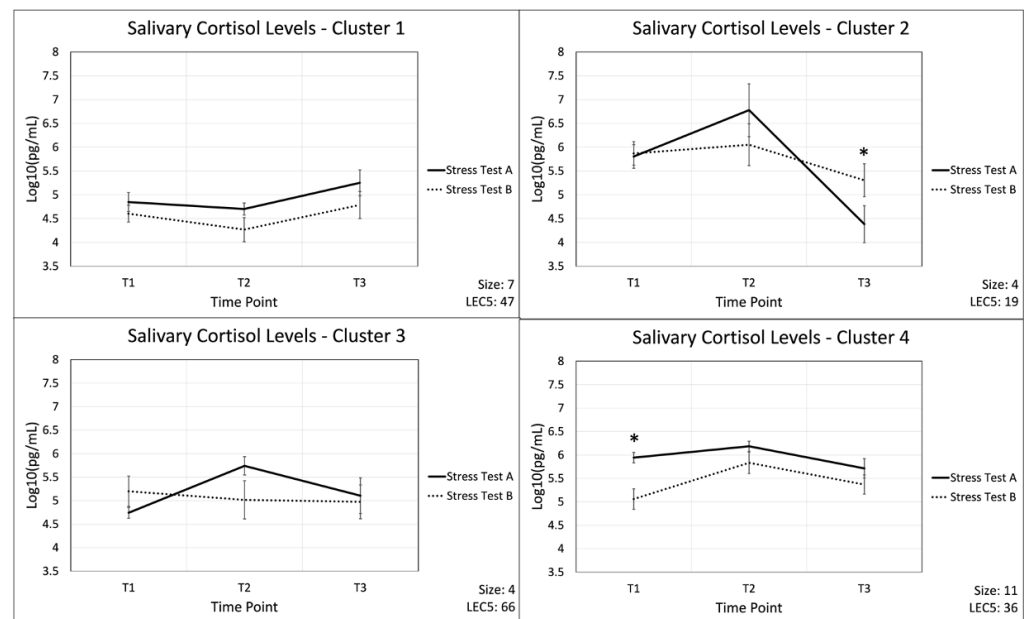 Salivary Cortisol Levels - Cluster 1
8
7.5
7
6.5
6
5.5
5
4.5
4
3.5
Log10(pg/mL)
T1 T2 T3
Time Point
Stress Test A
Stress Test B
Size: 7
LEC5: 47
Salivary Cortisol Levels - Cluster 2
8
7.5
7
6.5
6
5.5
5
4.5
4
3.5
Log10(pg/mL)
*
T1 T2 T3
Time Point
Stress Test A
Stress Test B
Size: 4
LEC5: 19
Salivary Cortisol Levels - Cluster 3
8
7.5
7
6.5
6
5.5
5
4.5
4
3.5
Log10(pg/mL)
T1 T2 T3
Time Point
Stress Test A
Stress Test B
Size: 4
LEC5: 66
Salivary Cortisol Levels - Cluster 4
8
7.5
7
6.5
6
5.5
5
4.5
4
3.5
Log10(pg/mL)
*
T1 T2 T3
Time Point
Stress Test A
Stress Test B
Size: 11
LEC5: 36